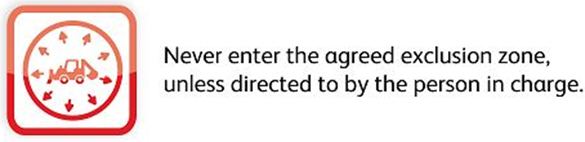 Never enter the agreed exclusion zone,
unless directed to by the person in charge.